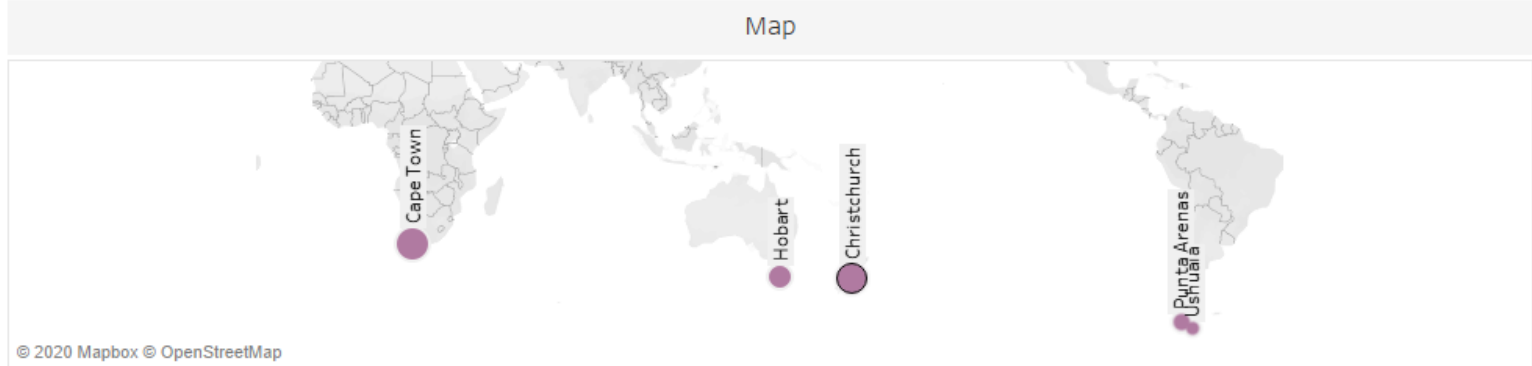 Map
Cape Town
Hobart
Christchurch
Punta Arenas
Ushuaia
© 2020 Mapbox © OpenStreetMap